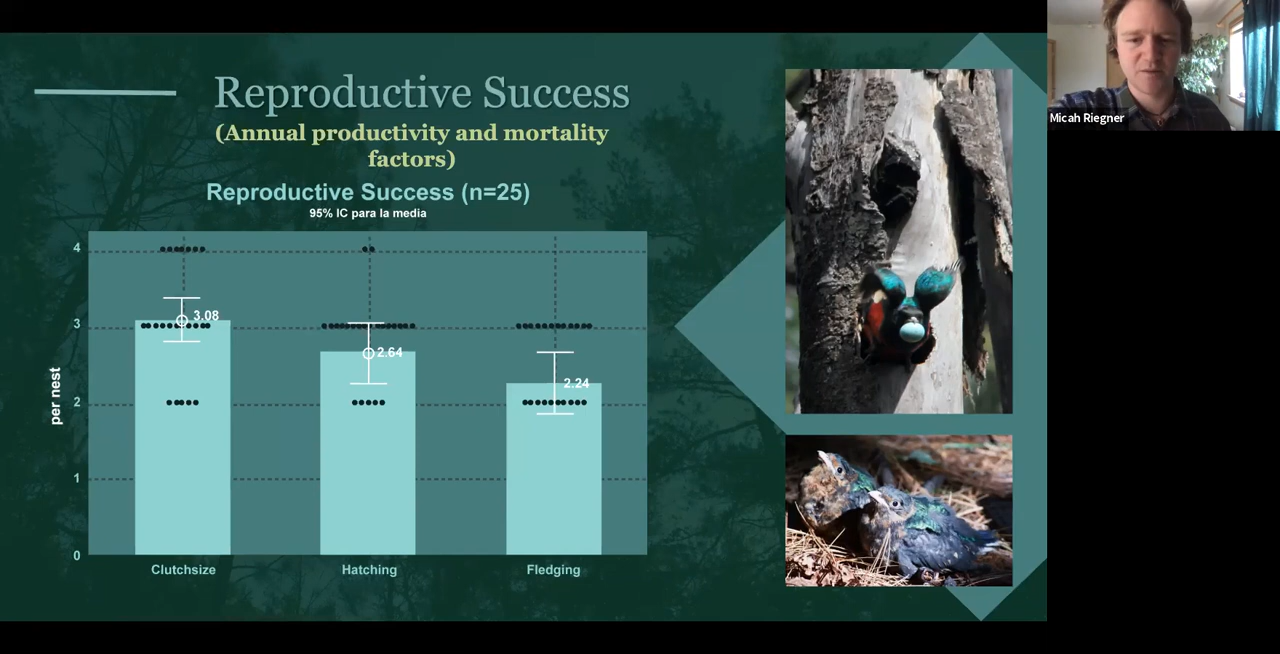 Reproductive Success
(Annual productivity and mortality
factors)
Reproductive Success (n=25)
95% IC para la media
4
3
2
1
0
per nest
3.08
2.64
2.24
Clutchsize
Hatching
Fledging
Micah Riegner